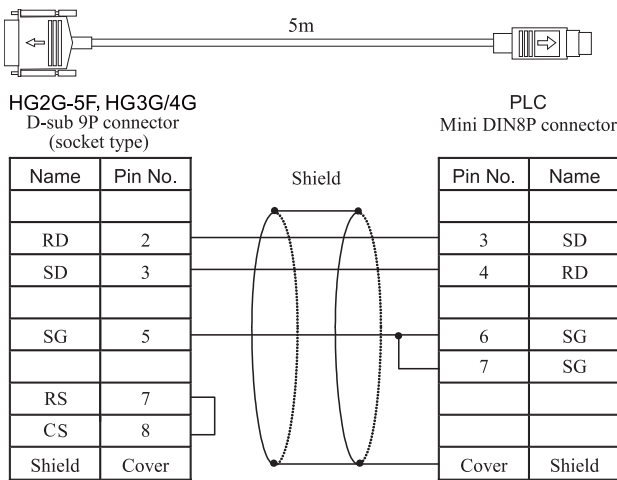 5m
HG2G-5F, HG3G/4G
D-sub 9P connector
(socket type)
PLC
Mini DIN8P connector
Name Pin No. Shield Pin No. Name
RD 2 3 SD
SD 3 4 RD
SG 5 6 SG
7 SG
RS 7
CS 8
Shield Cover Cover Shield